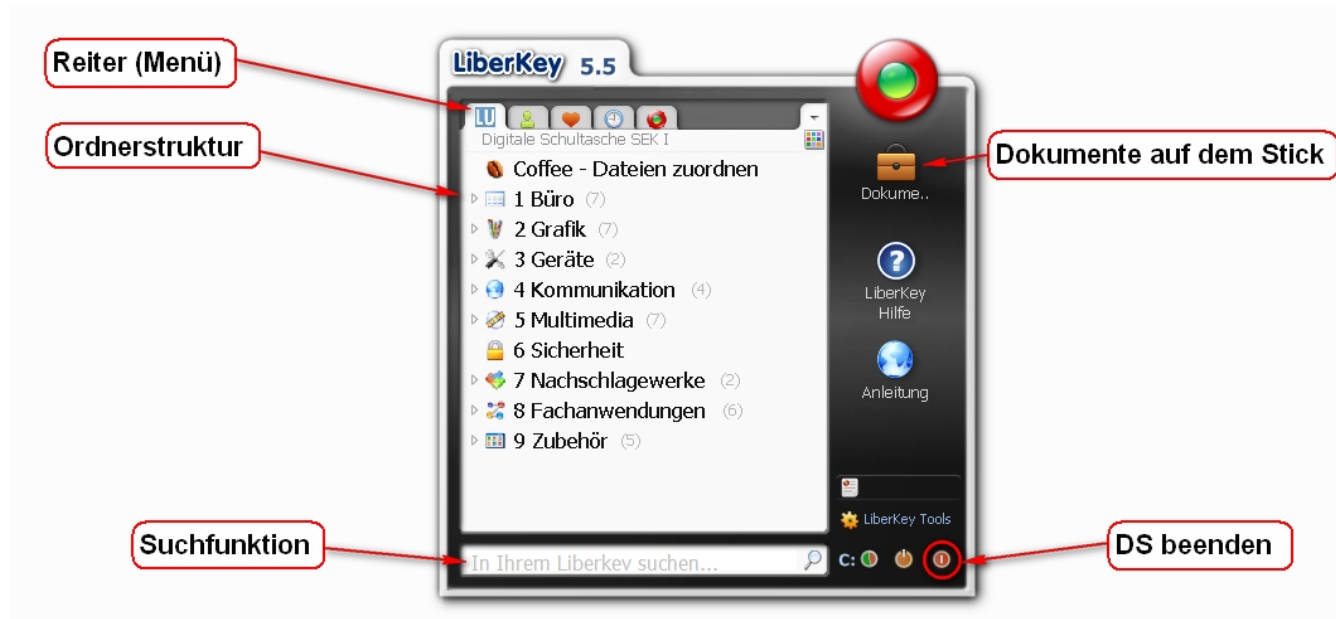 Reiter (Menü)
LiberKey 5.5
LU
Digitale Schultasche SEK I
Ordnerstruktur
Coffee - Dateien zuordnen
1 Büro (7)
2 Grafik (7)
3 Geräte (2)
4 Kommunikation (4)
5 Multimedia (7)
6 Sicherheit
7 Nachschlagewerke (2)
8 Fachanwendungen (6)
9 Zubehör (5)
Dokumente auf dem Stick
Dokume..
?
LiberKey
Hilfe
Anleitung
LiberKey Tools
Suchfunktion
In Ihrem Liberkey suchen...
C:
DS beenden